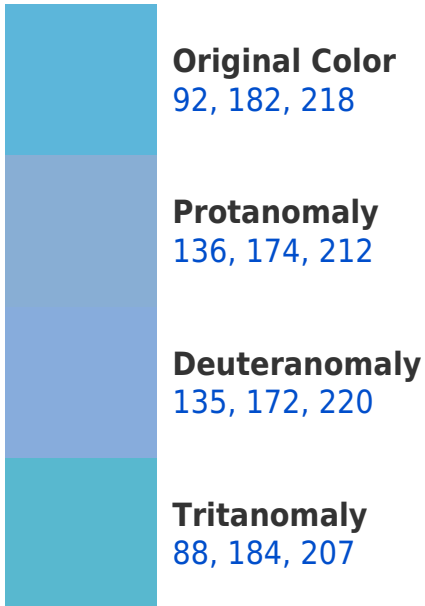 Original Color
92, 182, 218
Protanomaly
136, 174, 212
Deuteranomaly
135, 172, 220
Tritanomaly
88, 184, 207